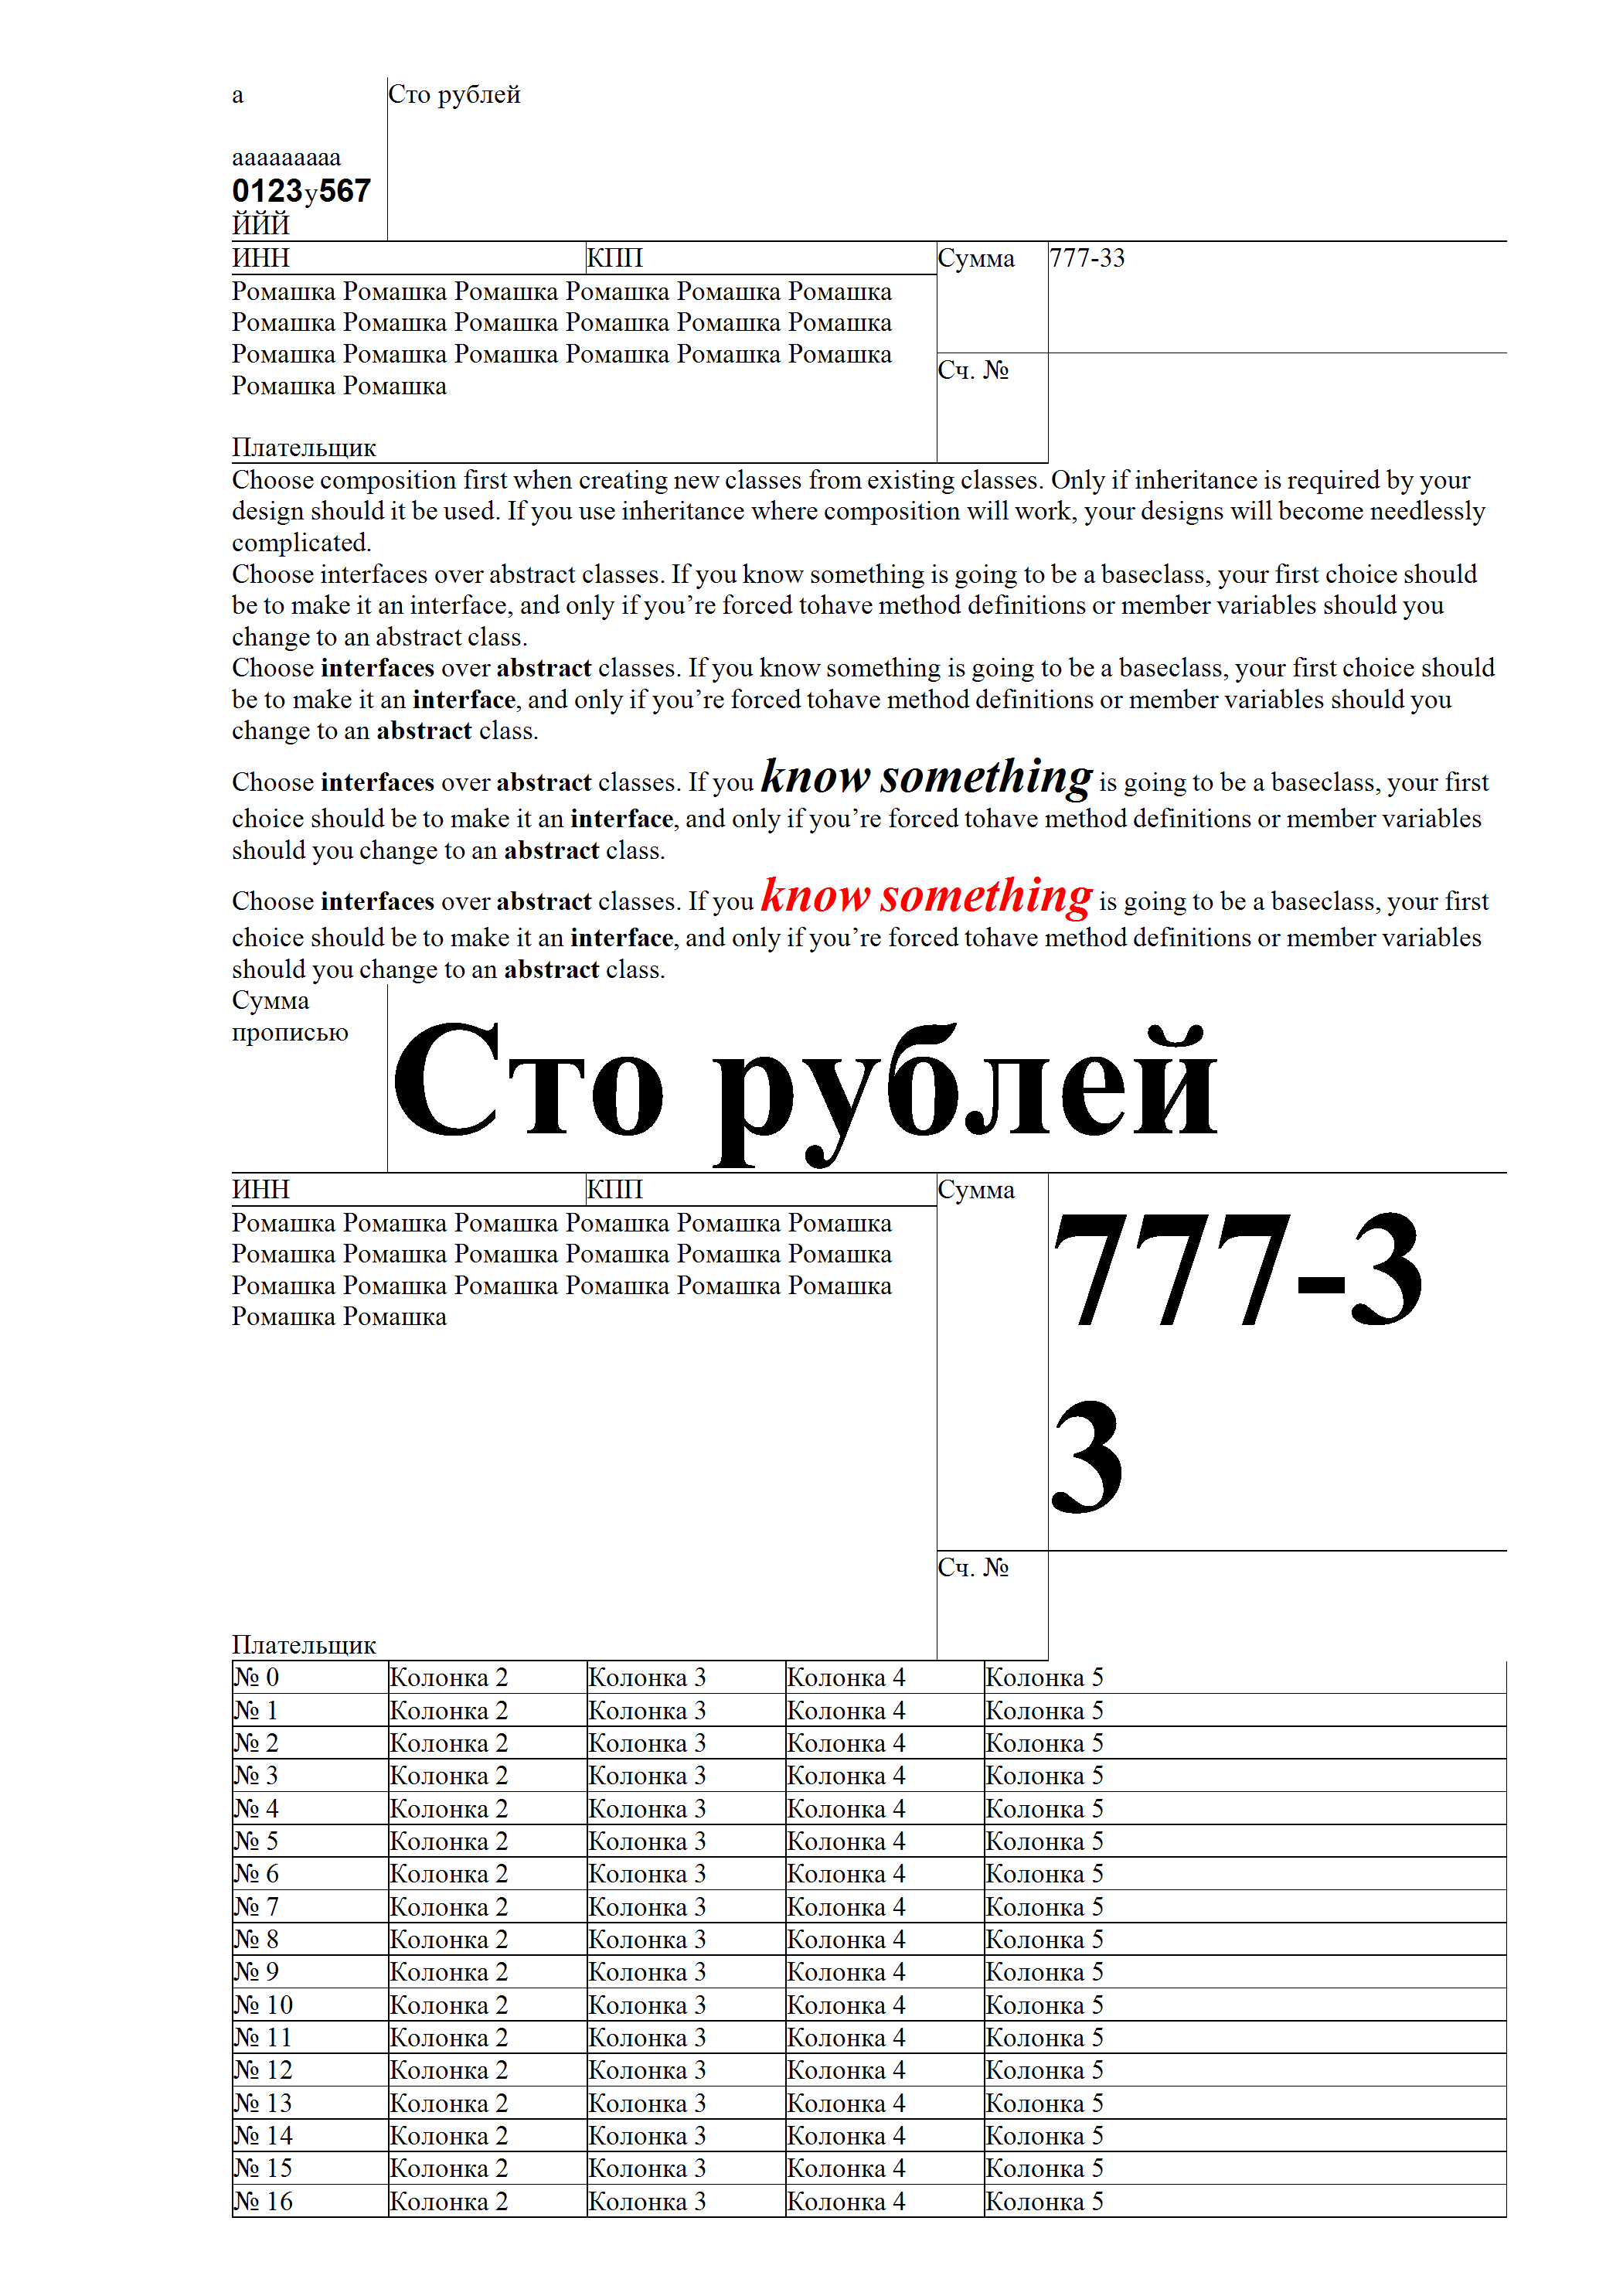 а
Сто рублей
ааааааааа
0123у567
ЙЙЙ
ИНН КПП Сумма 777-33
Ромашка Ромашка Ромашка Ромашка Ромашка Ромашка
Ромашка Ромашка Ромашка Ромашка Ромашка Ромашка
Ромашка Ромашка Ромашка Ромашка Ромашка Ромашка
Ромашка Ромашка
Сч. №
Плательщик
Choose composition first when creating new classes from existing classes. Only if inheritance is required by your
design should it be used. If you use inheritance where composition will work, your designs will become needlessly
complicated.
Choose interfaces over abstract classes. If you know something is going to be a baseclass, your first choice should
be to make it an interface, and only if you’re forced tohave method definitions or member variables should you
change to an abstract class.
Choose interfaces over abstract classes. If you know something is going to be a baseclass, your first choice should
be to make it an interface, and only if you’re forced tohave method definitions or member variables should you
change to an abstract class.
Choose interfaces over abstract classes. If you know something is going to be a baseclass, your first
choice should be to make it an interface, and only if you’re forced tohave method definitions or member variables
should you change to an abstract class.
Choose interfaces over abstract classes. If you know something is going to be a baseclass, your first
choice should be to make it an interface, and only if you’re forced tohave method definitions or member variables
should you change to an abstract class.
Сумма
прописью
Сто рублей
ИНН КПП Сумма
777-3
3
Ромашка Ромашка Ромашка Ромашка Ромашка Ромашка
Ромашка Ромашка Ромашка Ромашка Ромашка Ромашка
Ромашка Ромашка Ромашка Ромашка Ромашка Ромашка
Ромашка Ромашка
Сч. №
Плательщик
№ 0 Колонка 2 Колонка 3 Колонка 4 Колонка 5
№ 1 Колонка 2 Колонка 3 Колонка 4 Колонка 5
№ 2 Колонка 2 Колонка 3 Колонка 4 Колонка 5
№ 3 Колонка 2 Колонка 3 Колонка 4 Колонка 5
№ 4 Колонка 2 Колонка 3 Колонка 4 Колонка 5
№ 5 Колонка 2 Колонка 3 Колонка 4 Колонка 5
№ 6 Колонка 2 Колонка 3 Колонка 4 Колонка 5
№ 7 Колонка 2 Колонка 3 Колонка 4 Колонка 5
№ 8 Колонка 2 Колонка 3 Колонка 4 Колонка 5
№ 9 Колонка 2 Колонка 3 Колонка 4 Колонка 5
№ 10 Колонка 2 Колонка 3 Колонка 4 Колонка 5
№ 11 Колонка 2 Колонка 3 Колонка 4 Колонка 5
№ 12 Колонка 2 Колонка 3 Колонка 4 Колонка 5
№ 13 Колонка 2 Колонка 3 Колонка 4 Колонка 5
№ 14 Колонка 2 Колонка 3 Колонка 4 Колонка 5
№ 15 Колонка 2 Колонка 3 Колонка 4 Колонка 5
№ 16 Колонка 2 Колонка 3 Колонка 4 Колонка 5